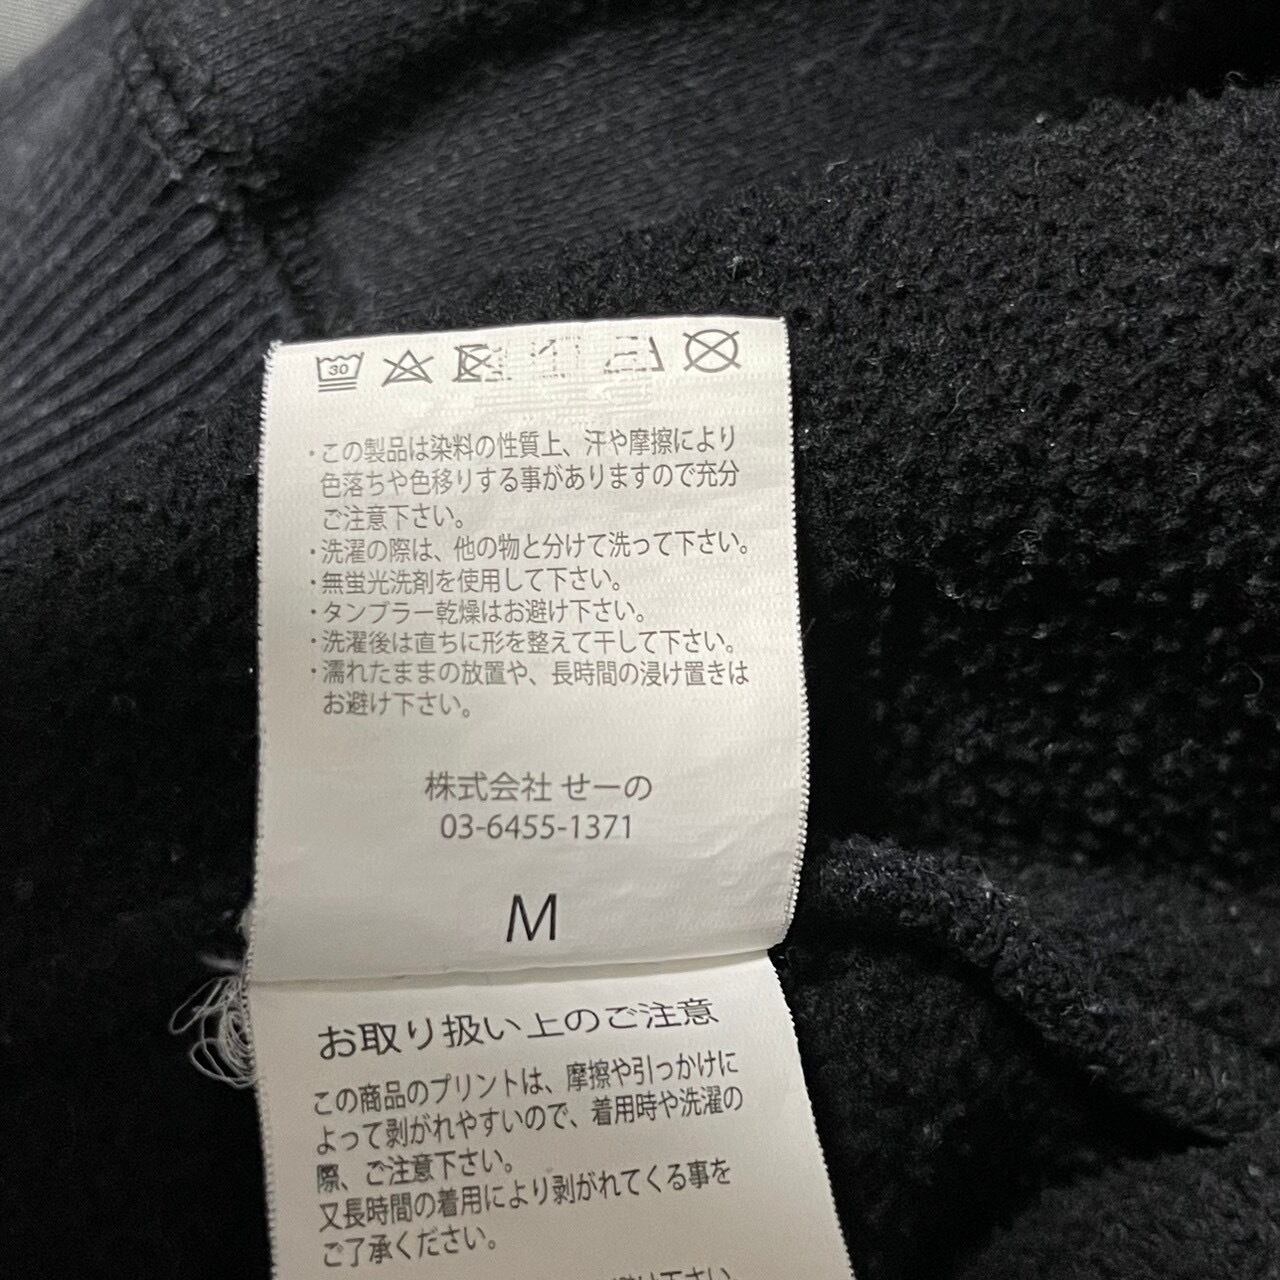 30
・この製品は染料の性質上、汗や摩擦により
色落ちや色移りする事がありますので充分
ご注意下さい。
・洗濯の際は、他の物と分けて洗って下さい。
・無蛍光洗剤を使用して下さい。
・タンブラー乾燥はお避け下さい。
・洗濯後は直ちに形を整えて干して下さい。
・濡れたままの放置や、長時間の浸け置きは
お避け下さい。
株式会社 せーの
03-6455-1371
M
お取り扱い上のご注意
この商品のプリントは、摩擦や引っかけに
よって剥がれやすいので、着用時や洗濯の
際、ご注意下さい。
又長時間の着用により剥がれてくる事を
ご了承ください。